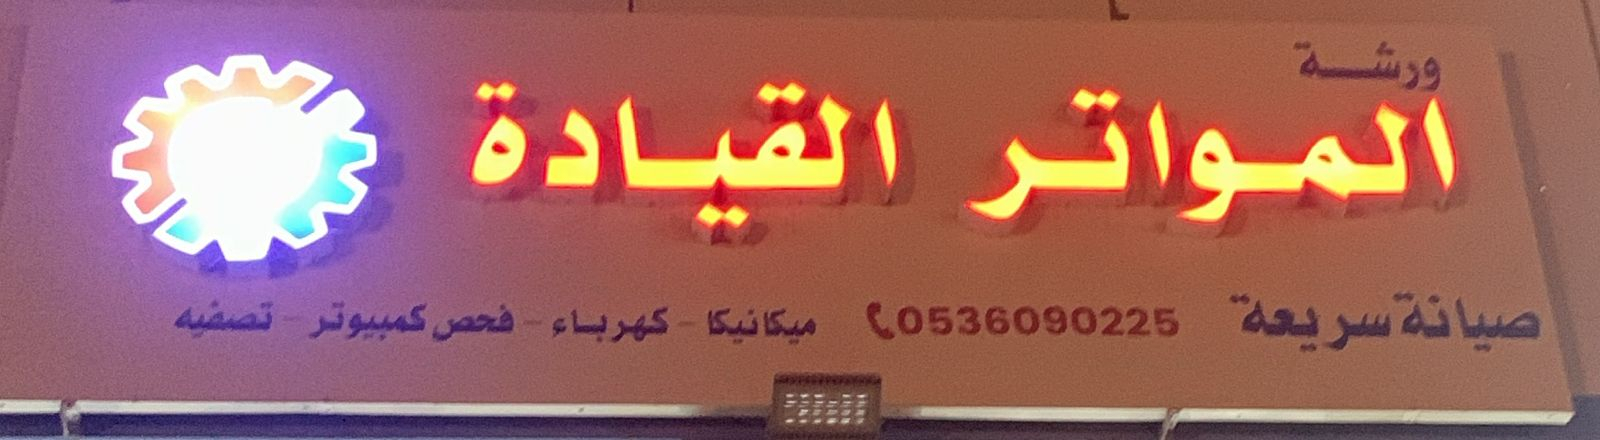 ورشة
المواتر القيادة
صيانة سريعة 0536090225 ميكانيكا - كهرباء - فحص كمبيوتر - تصفيه